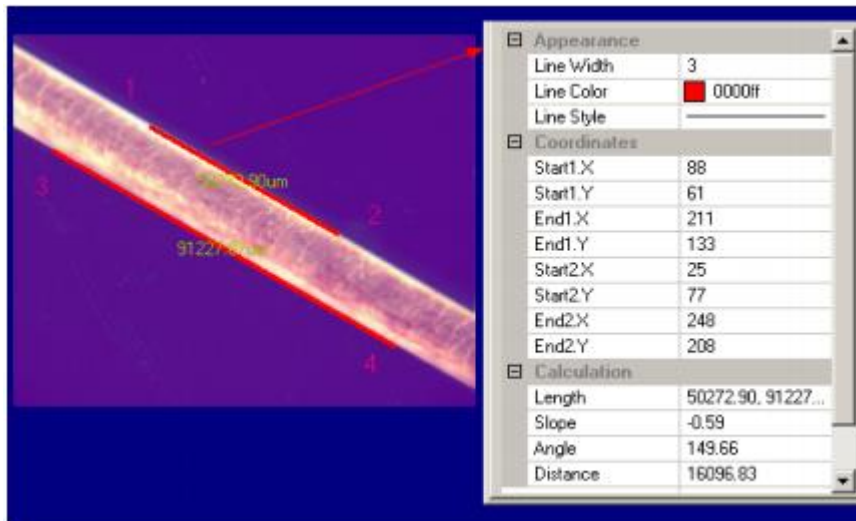 1
2
3
4
91227.
Appearance
Line Width 3
Line Color 0000ff
Line Style
Coordinates
Start1.X 88
Start1.Y 61
End1.X 211
End1.Y 133
Start2.X 25
Start2.Y 77
End2.X 248
End2.Y 208
Calculation
Length 50272.90, 91227...
Slope -0.59
Angle 149.66
Distance 16096.83